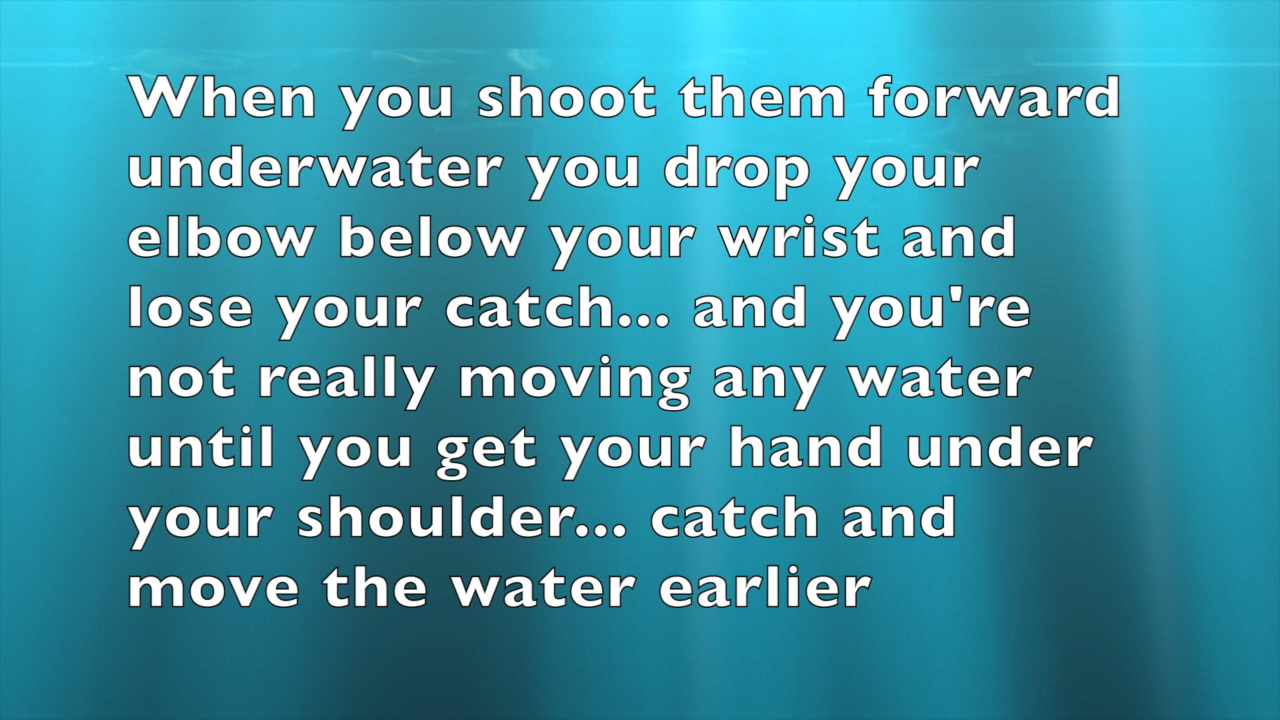 When you shoot them forward
underwater you drop your
elbow below your wrist and
lose your catch... and you're
not really moving any water
until you get your hand under
your shoulder... catch and
move the water earlier